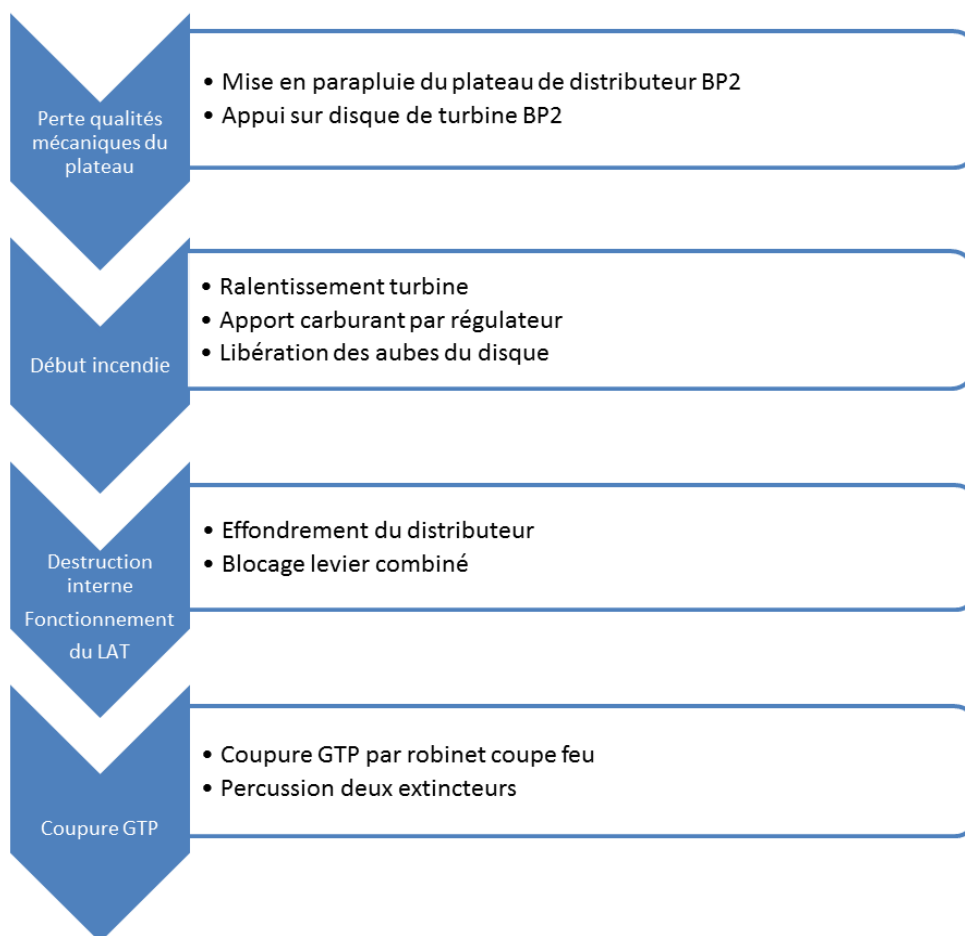 Perte qualités
mécaniques du
plateau
• Mise en parapluie du plateau de distributeur BP2
• Appui sur disque de turbine BP2
Début incendie
• Ralentissement turbine
• Apport carburant par régulateur
• Libération des aubes du disque
Destruction
interne
Fonctionnement
du LAT
• Effondrement du distributeur
• Blocage levier combiné
Coupure GTP
• Coupure GTP par robinet coupe feu
• Percussion deux extincteurs